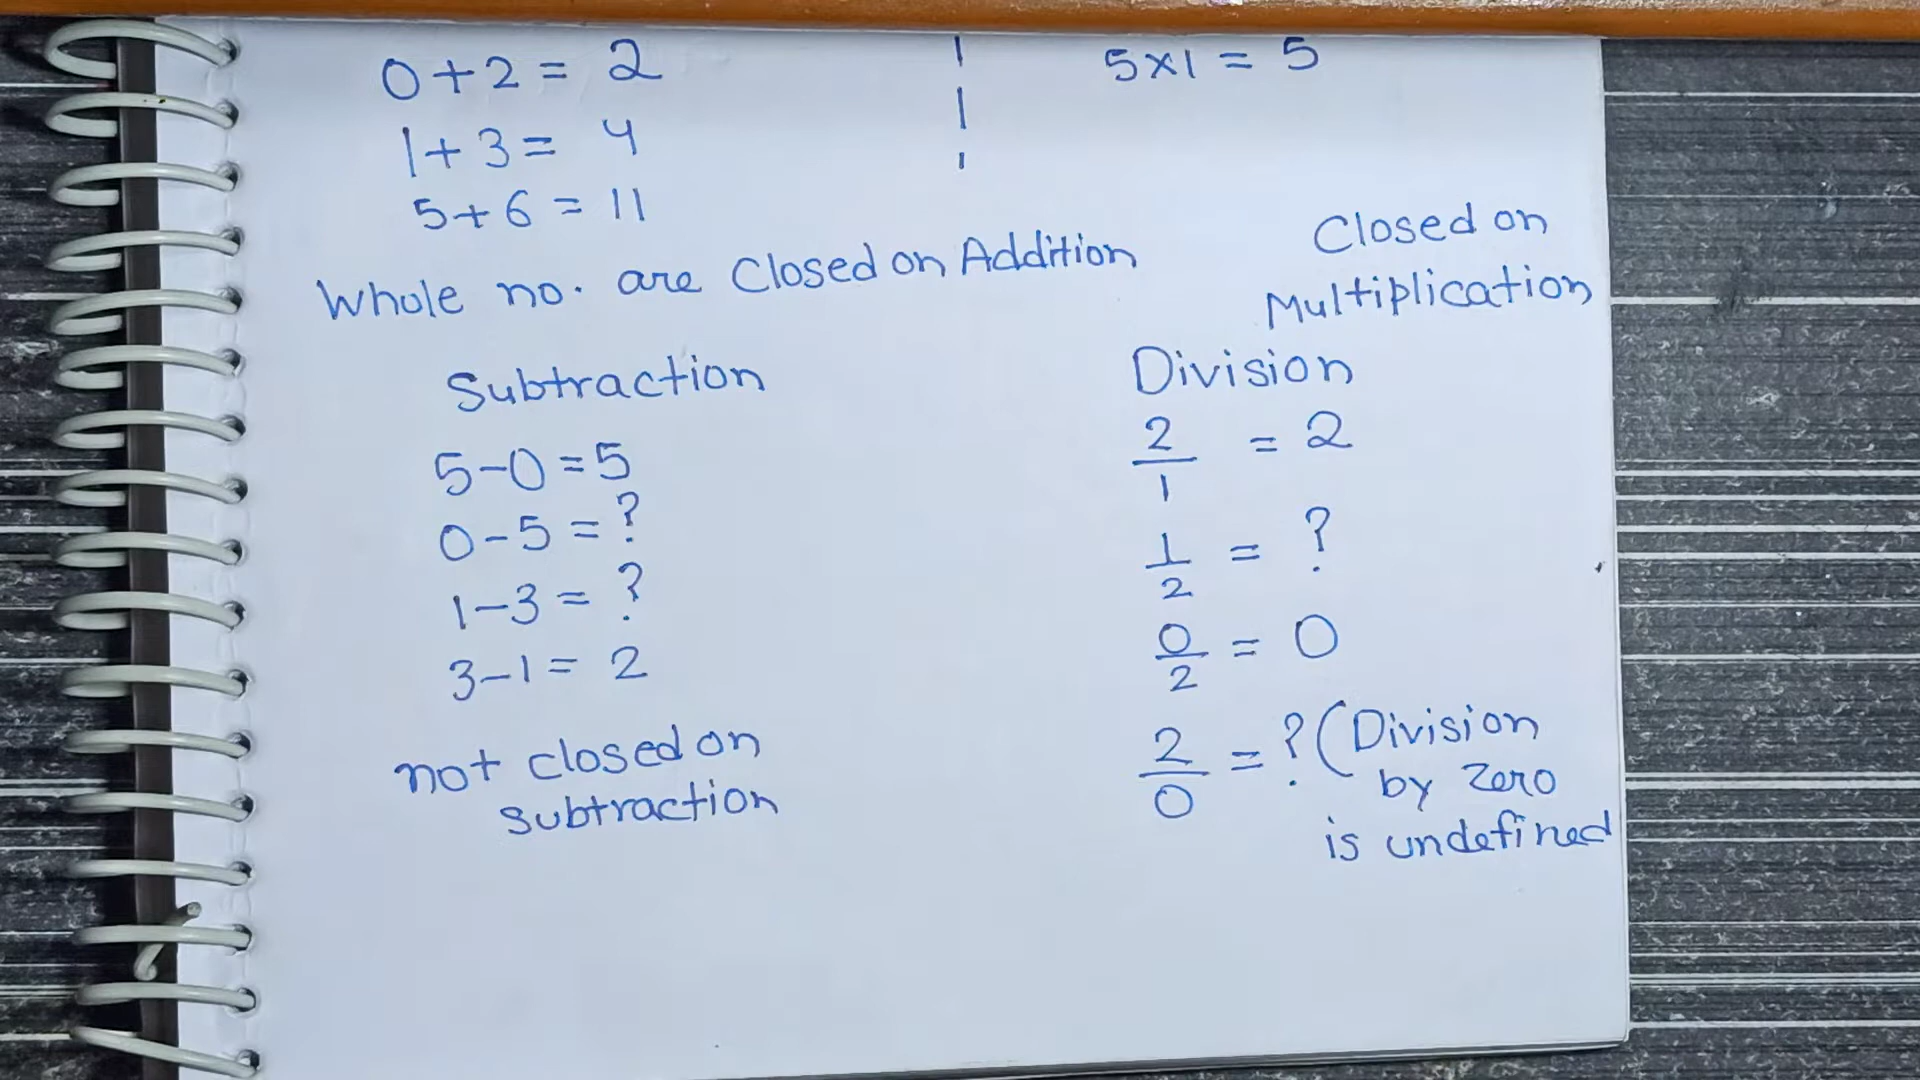 0+2 = 2
1+3 = 4
5+6 = 11
Whole no. are Closed on Addition
5×1 = 5
Closed on
Multiplication
Subtraction
5-0 = 5
0-5 = ?
1-3 = ?
3-1 = 2
not closed on
subtraction
Division
2/1 = 2
1/2 = ?
0/2 = 0
2/0 = ? (Division
by zero
is undefined